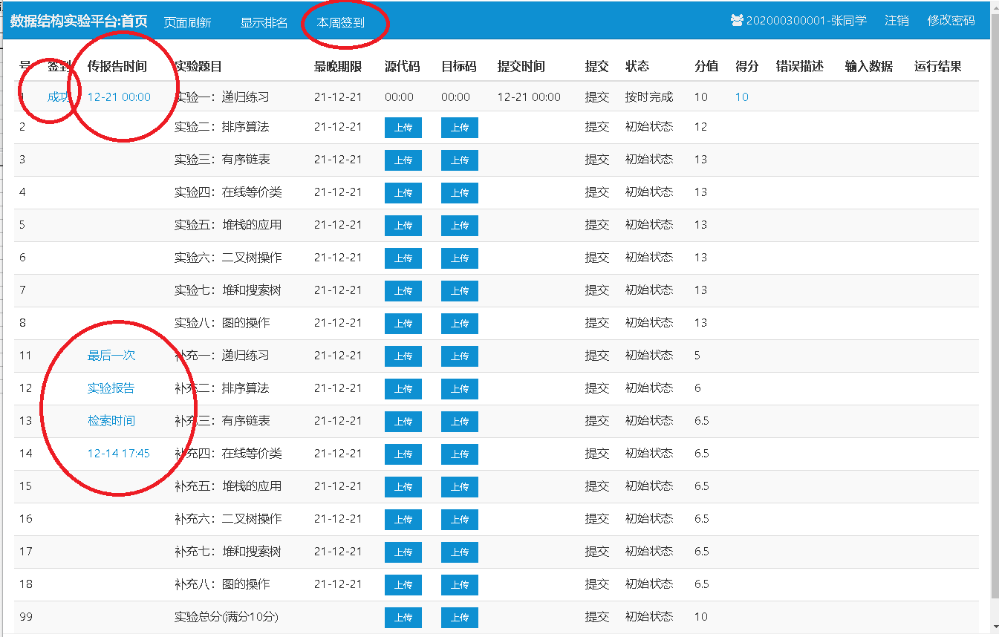 数据结构实验平台:首页 页面刷新 显示排名 本周签到 202000300001-张同学 注销 修改密码
号 签到 传报告时间 实验题目 最晚期限 源代码 目标码 提交时间 提交 状态 分值 得分 错误描述 输入数据 运行结果
1 成功 12-21 00:00 实验一：递归练习 21-12-21 00:00 00:00 12-21 00:00 提交 按时完成 10 10
2 实验二：排序算法 21-12-21 上传 上传 提交 初始状态 12
3 实验三：有序链表 21-12-21 上传 上传 提交 初始状态 13
4 实验四：在线等价类 21-12-21 上传 上传 提交 初始状态 13
5 实验五：堆栈的应用 21-12-21 上传 上传 提交 初始状态 13
6 实验六：二叉树操作 21-12-21 上传 上传 提交 初始状态 13
7 实验七：堆和搜索树 21-12-21 上传 上传 提交 初始状态 13
8 实验八：图的操作 21-12-21 上传 上传 提交 初始状态 13
11 最后一次 补充一：递归练习 21-12-21 上传 上传 提交 初始状态 5
12 实验报告 补充二：排序算法 21-12-21 上传 上传 提交 初始状态 6
13 检索时间 补充三：有序链表 21-12-21 上传 上传 提交 初始状态 6.5
14 12-14 17:45 补充四：在线等价类 21-12-21 上传 上传 提交 初始状态 6.5
15 补充五：堆栈的应用 21-12-21 上传 上传 提交 初始状态 6.5
16 补充六：二叉树操作 21-12-21 上传 上传 提交 初始状态 6.5
17 补充七：堆和搜索树 21-12-21 上传 上传 提交 初始状态 6.5
18 补充八：图的操作 21-12-21 上传 上传 提交 初始状态 6.5
99 实验总分(满分10分) 上传 上传 提交 初始状态 10